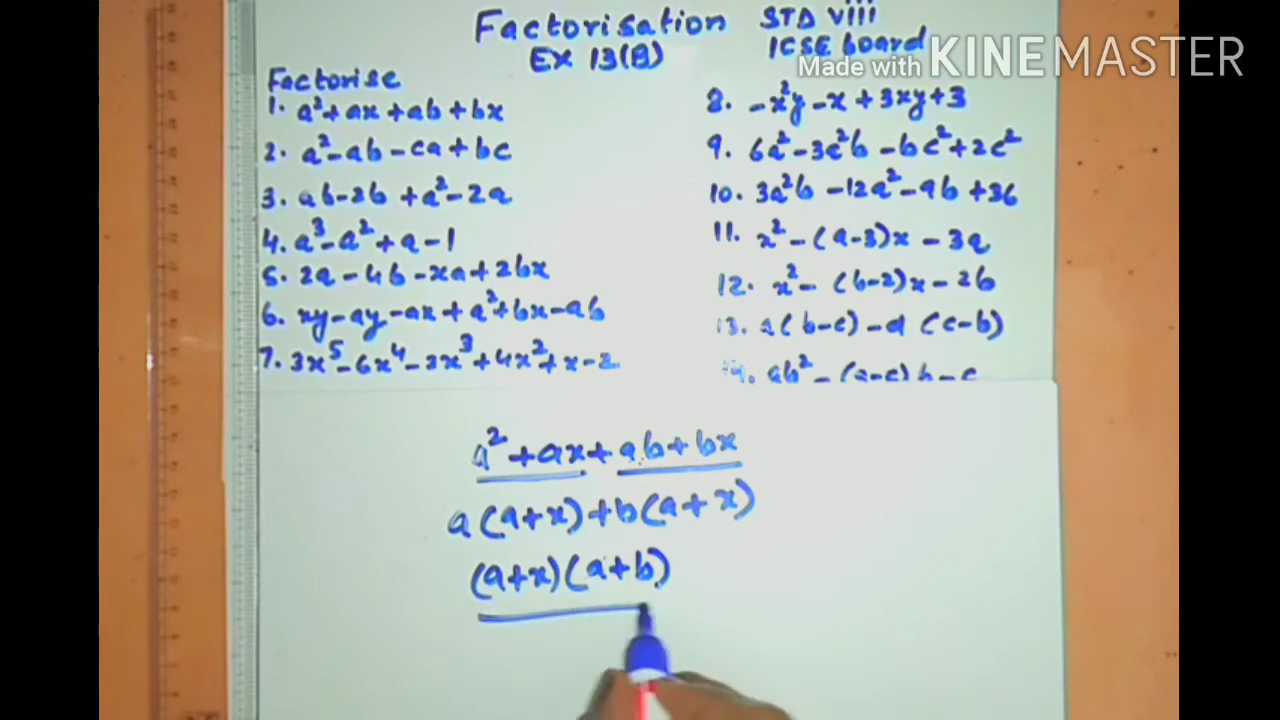 Factorisation STD VIII
EX 13(B) ICSE board
Made with KINEMASTER
Factorise
1. a²+ax+ab+bx
2. a²-ab-ca+bc
3. ab-2b+a²-2a
4. a³-a²+a-1
5. 2a-4b-xa+2bx
6. xy-ay-ax+a²+bx-ab
7. 3x⁵-6x⁴-2x³+4x²+x-2
8. -x²y-x+3xy+3
9. 6a²-3a²b-bc²+2c²
10. 3a²b-12a²-9b+36
11. x²-(a-3)x-3a
12. x²-(b-2)x-2b
13. a(b-c)-d(c-b)
14. ab²-(a-c)b-c
a²+ax+ab+bx
a(a+x)+b(a+x)
(a+x)(a+b)